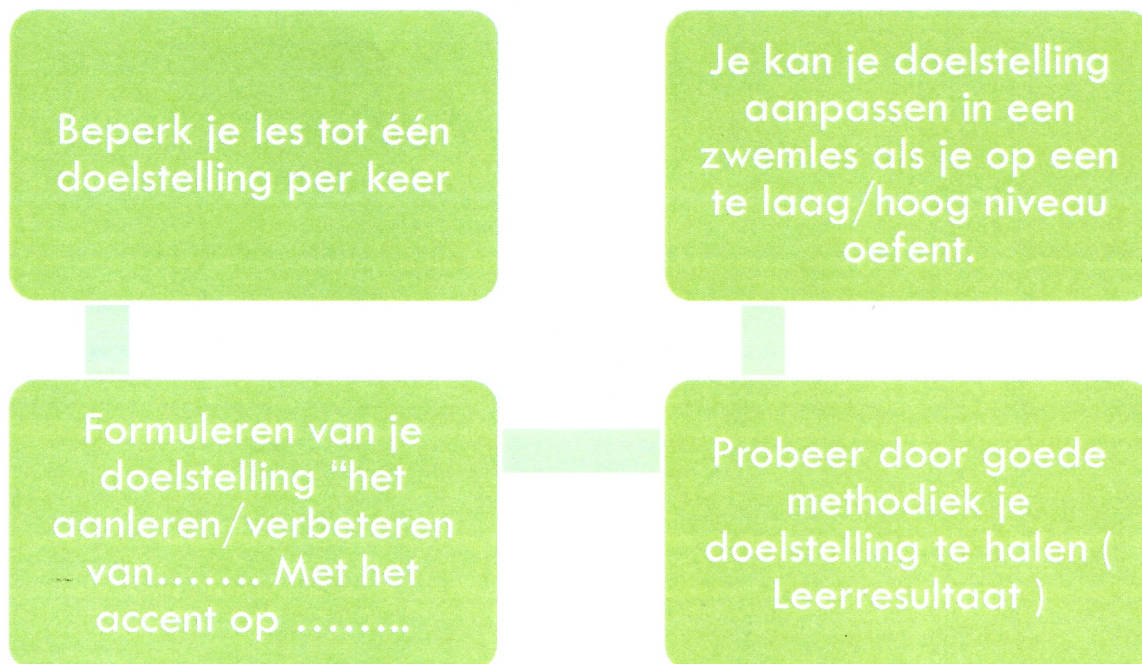 Beperk je les tot één
doelstelling per keer
Formuleren van je
doelstelling “het
aanleren/verbeteren
van....... Met het
accent op ........
Probeer door goede
methodiek je
doelstelling te halen (
Leerresultaat )
Je kan je doelstelling
aanpassen in een
zwemles als je op een
te laag/hoog niveau
oefent.